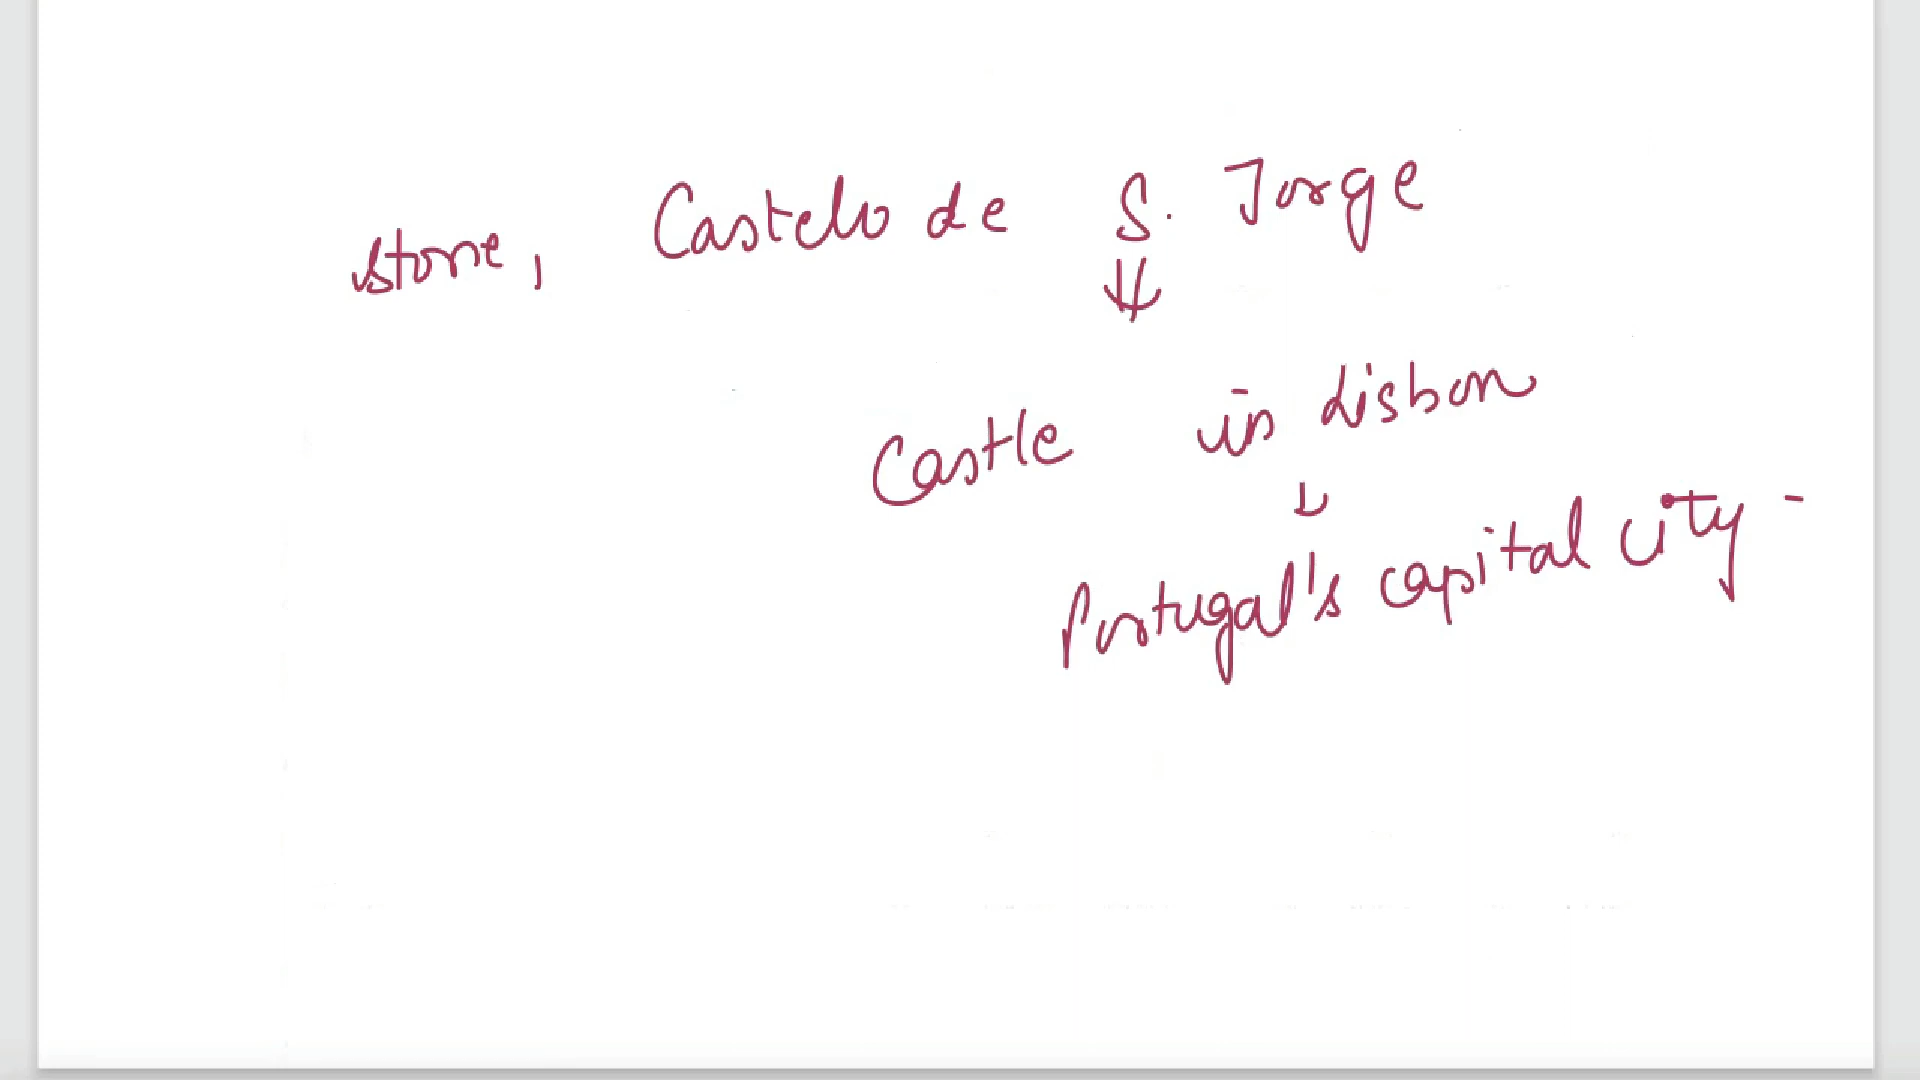 stone, Castelo de S. Jorge
Castle in Lisbon
Portugal's capital city -